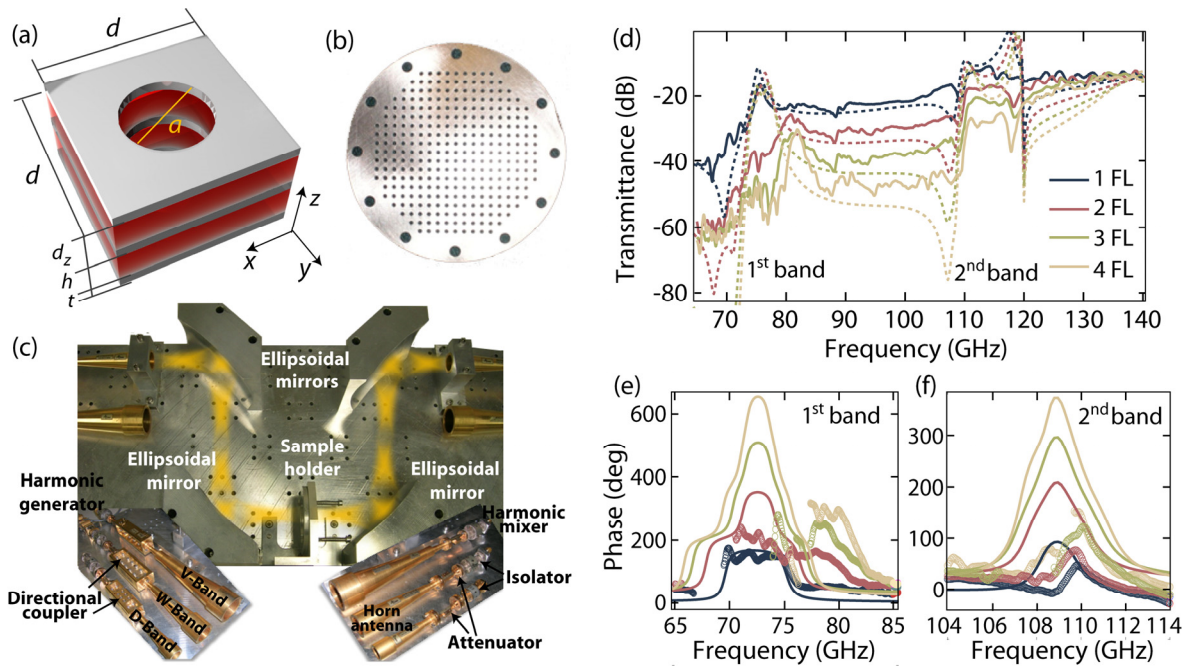 (a)
d
d
a
z
x
y
d_z
h
t
(b)
(c)
Ellipsoidal
mirrors
Ellipsoidal
mirror
Sample
holder
Ellipsoidal
mirror
Harmonic
generator
Harmonic
mixer
V-Band
W-Band
D-Band
Directional
coupler
Horn
antenna
Isolator
Attenuator
(d)
Transmittance (dB)
-20
-40
-60
-80
1st band
2nd band
1 FL
2 FL
3 FL
4 FL
70 80 90 100 110 120 130 140
Frequency (GHz)
(e)
1st band
Phase (deg)
600
400
200
0
65 70 75 80 85
Frequency (GHz)
(f)
2nd band
300
200
100
0
104 106 108 110 112 114
Frequency (GHz)